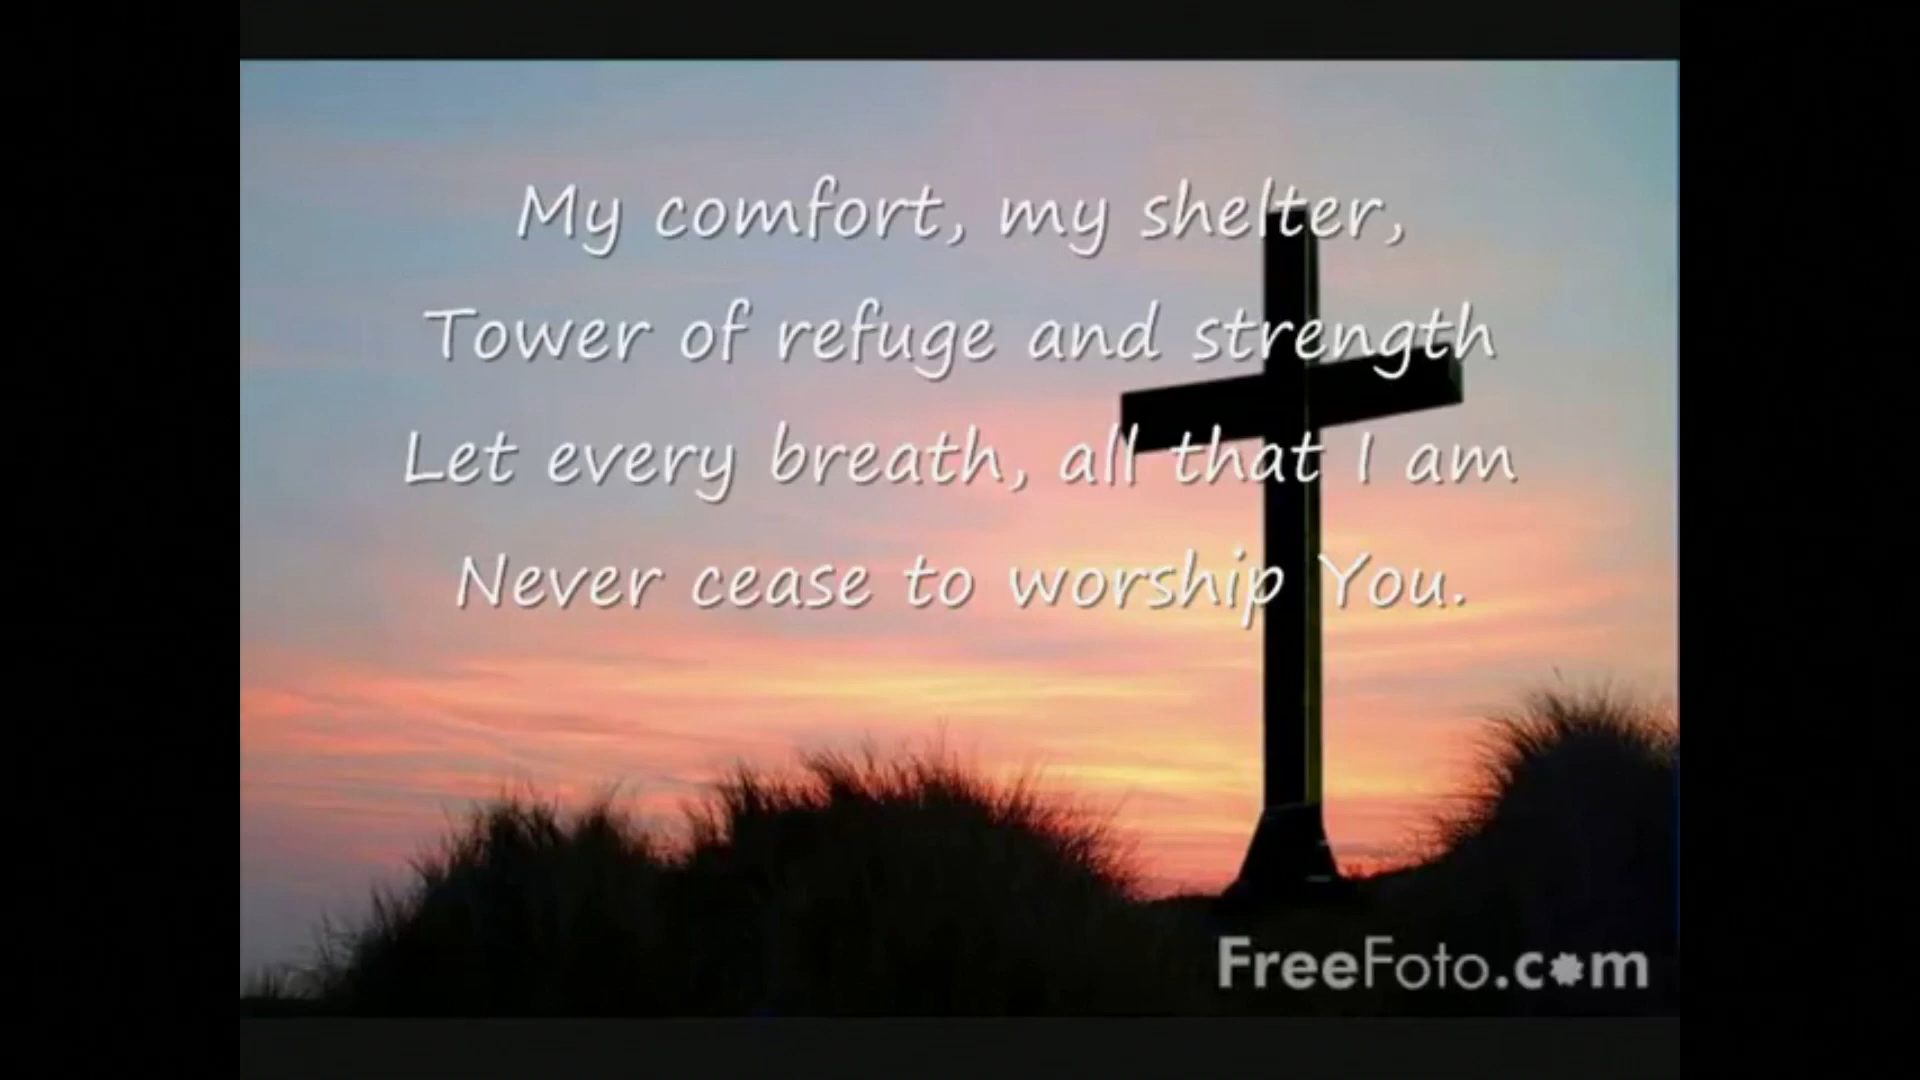 My comfort, my shelter,
Tower of refuge and strength
Let every breath, all that I am
Never cease to worship You.
FreeFoto.com